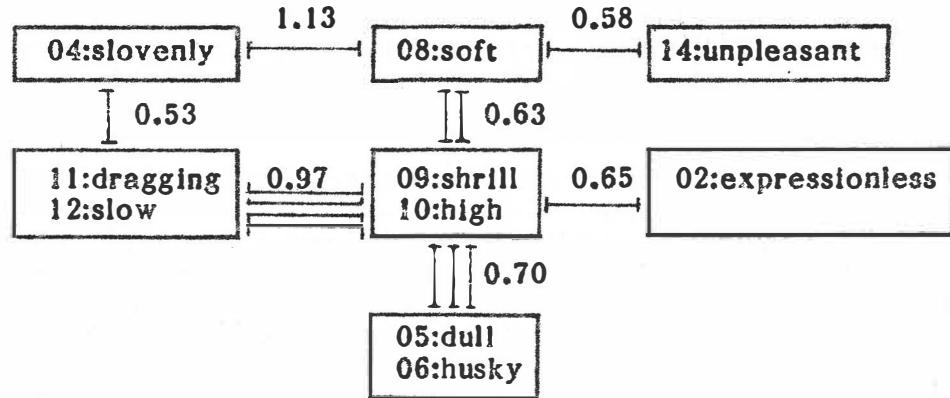 1.13
0.58
04:slovenly
08:soft
14:unpleasant
0.53
0.63
11:dragging
12:slow
0.97
09:shrill
10:high
0.65
02:expressionless
0.70
05:dull
06:husky